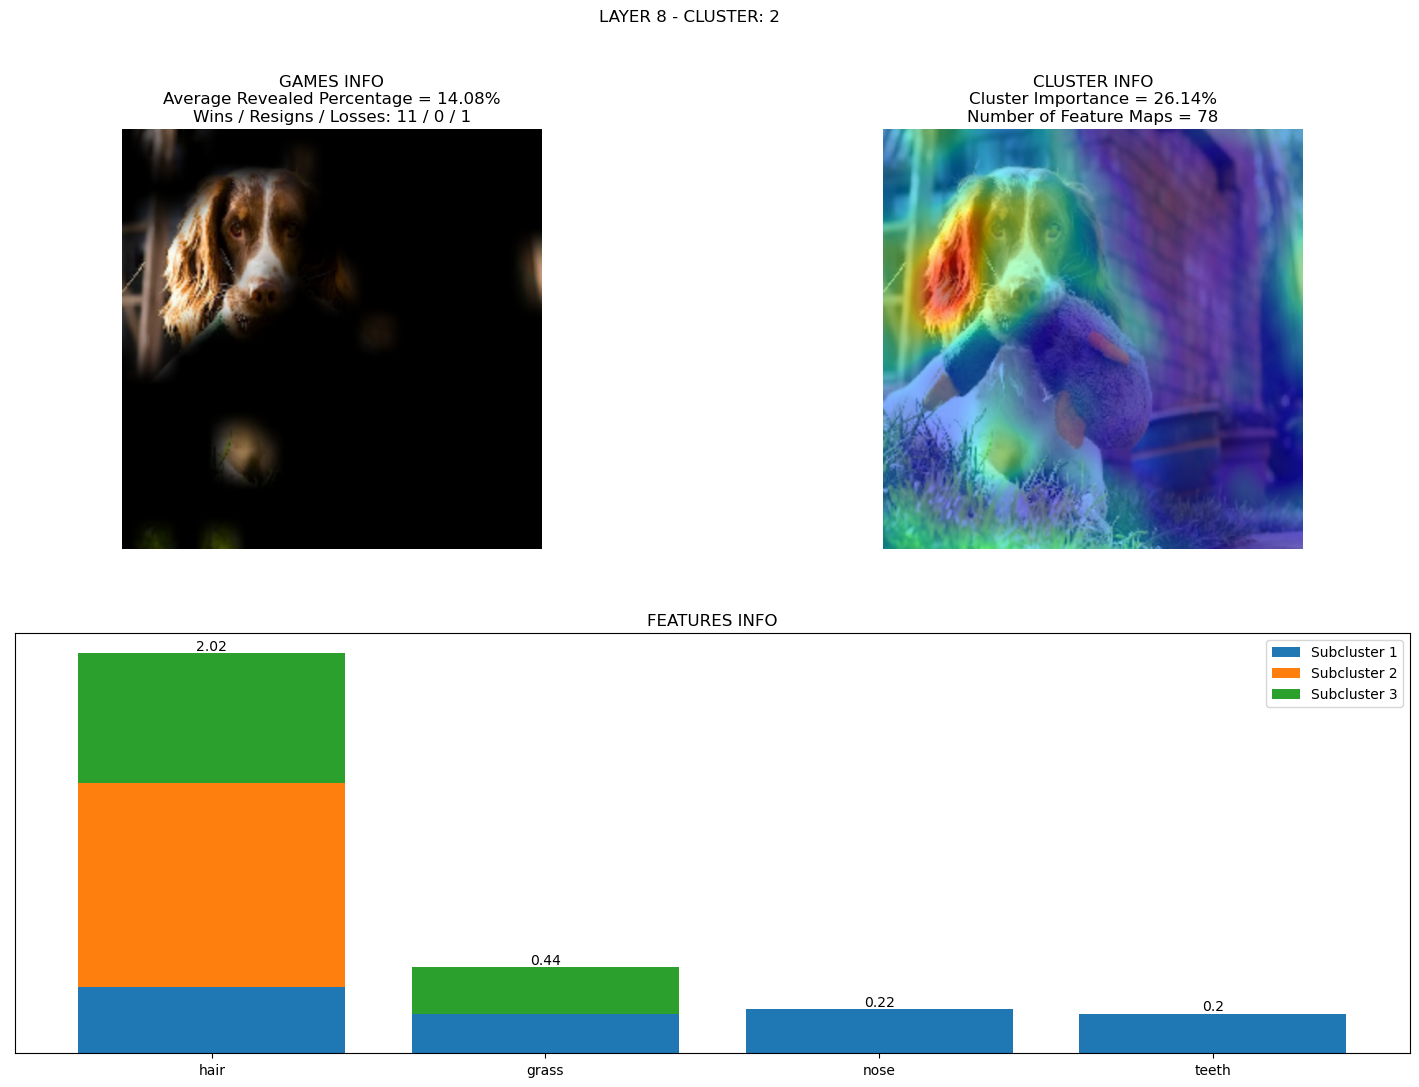 LAYER 8 - CLUSTER: 2
GAMES INFO
Average Revealed Percentage = 14.08%
Wins / Resigns / Losses: 11 / 0 / 1
CLUSTER INFO
Cluster Importance = 26.14%
Number of Feature Maps = 78
FEATURES INFO
Subcluster 1
Subcluster 2
Subcluster 3
2.02
0.44
0.22
0.2
hair
grass
nose
teeth